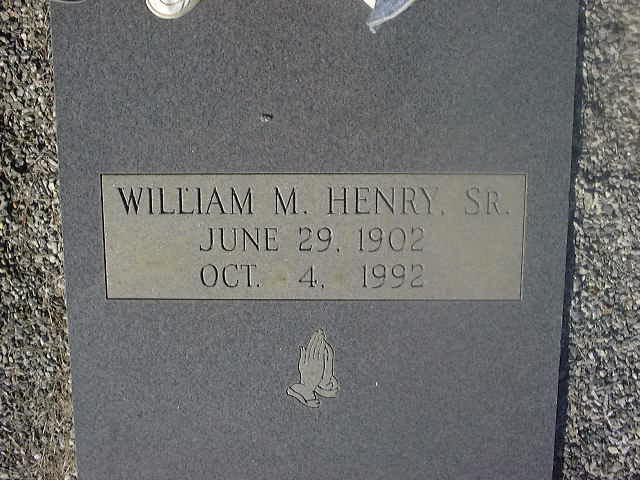 WILLIAM M. HENRY, SR.
JUNE 29, 1902
OCT. 4, 1992